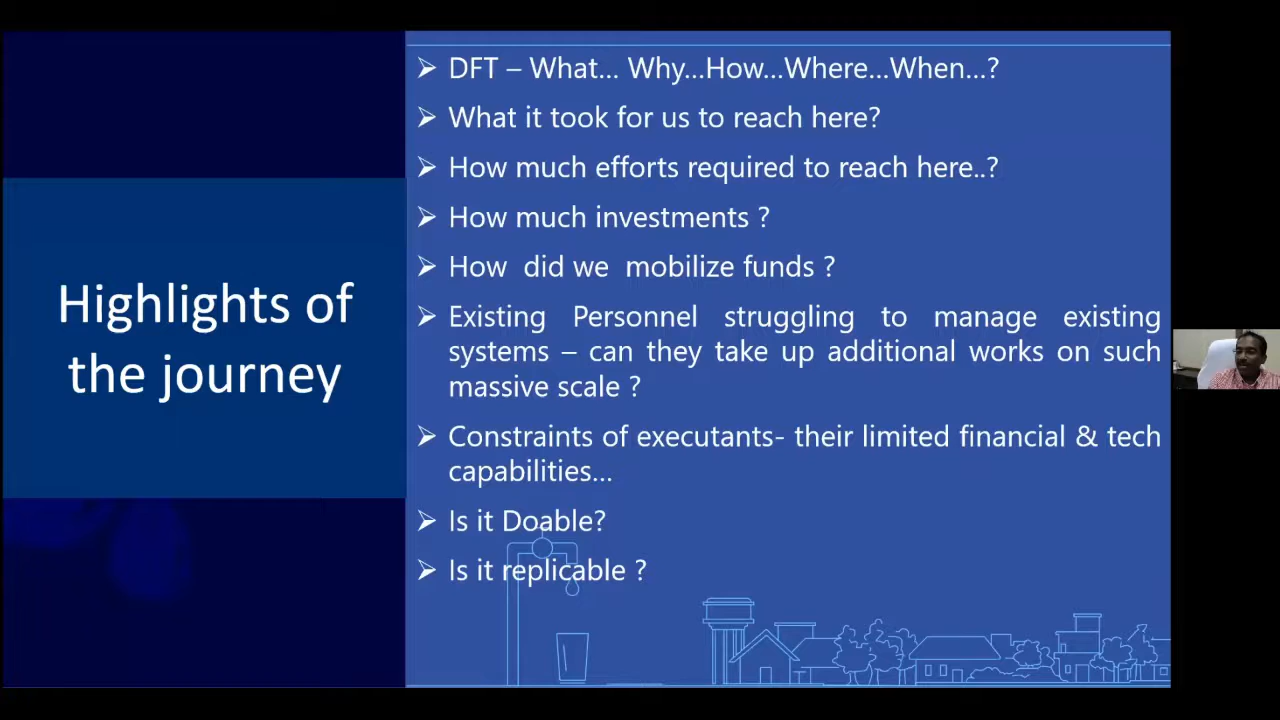 Highlights of
the journey
➢ DFT – What... Why...How...Where...When...?
➢ What it took for us to reach here?
➢ How much efforts required to reach here..?
➢ How much investments ?
➢ How did we mobilize funds ?
➢ Existing Personnel struggling to manage existing
systems – can they take up additional works on such
massive scale ?
➢ Constraints of executants- their limited financial & tech
capabilities...
➢ Is it Doable?
➢ Is it replicable ?